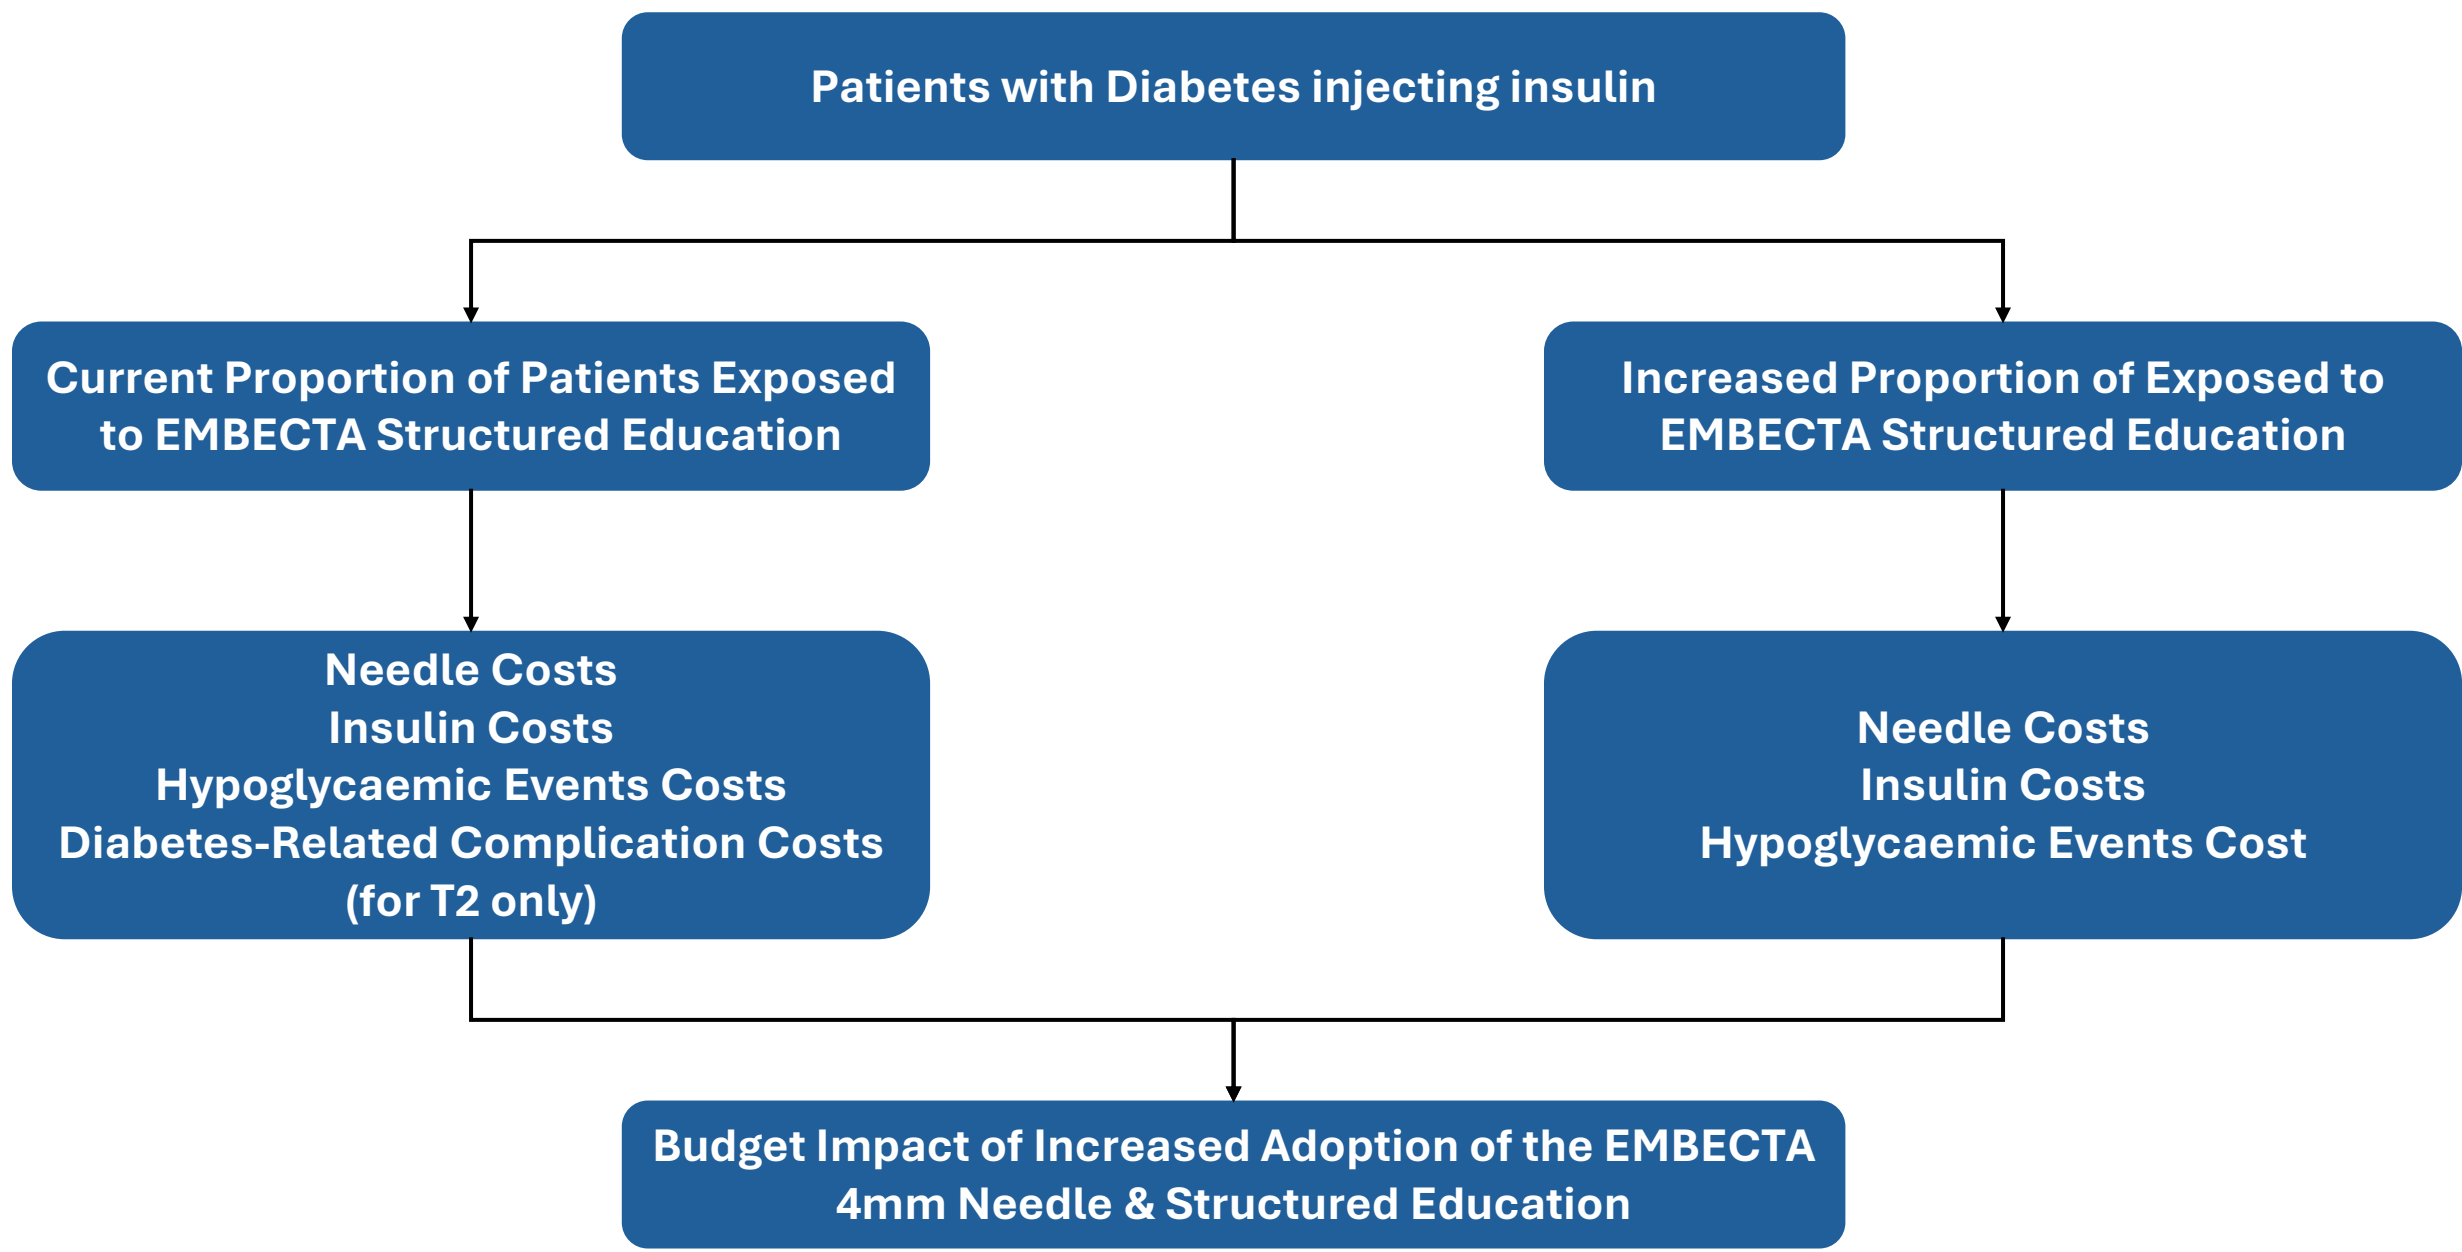 Patients with Diabetes injecting insulin
Current Proportion of Patients Exposed
to EMBECTA Structured Education
Increased Proportion of Exposed to
EMBECTA Structured Education
Needle Costs
Insulin Costs
Hypoglycaemic Events Costs
Diabetes-Related Complication Costs
(for T2 only)
Needle Costs
Insulin Costs
Hypoglycaemic Events Cost
Budget Impact of Increased Adoption of the EMBECTA
4mm Needle & Structured Education